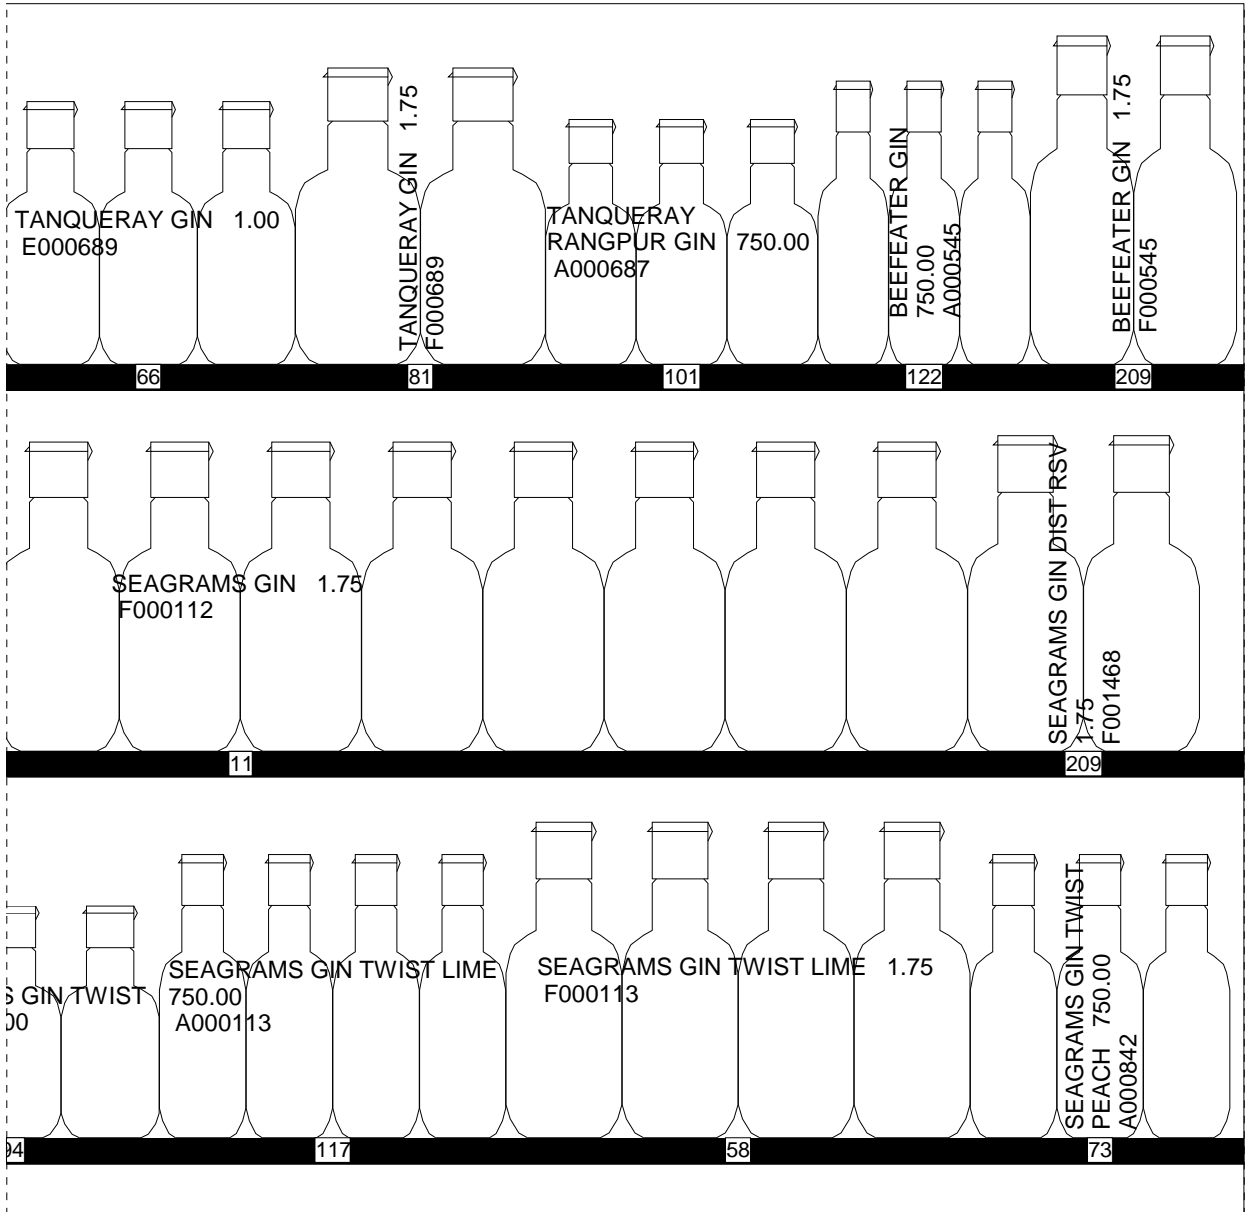 TANQUERAY GIN 1.00
E000689
TANQUERAY GIN 1.75
F000689
TANQUERAY
RANGPUR GIN 750.00
A000687
BEEFEATER GIN
750.00
A000545
BEEFEATER GIN 1.75
F000545
66
81
101
122
209
SEAGRAMS GIN 1.75
F000112
SEAGRAMS GIN DIST RSV
1.75
F001468
11
209
GIN TWIST
SEAGRAMS GIN TWIST LIME
750.00
A000113
SEAGRAMS GIN TWIST LIME 1.75
F000113
SEAGRAMS GIN TWIST
PEACH 750.00
A000842
117
58
73